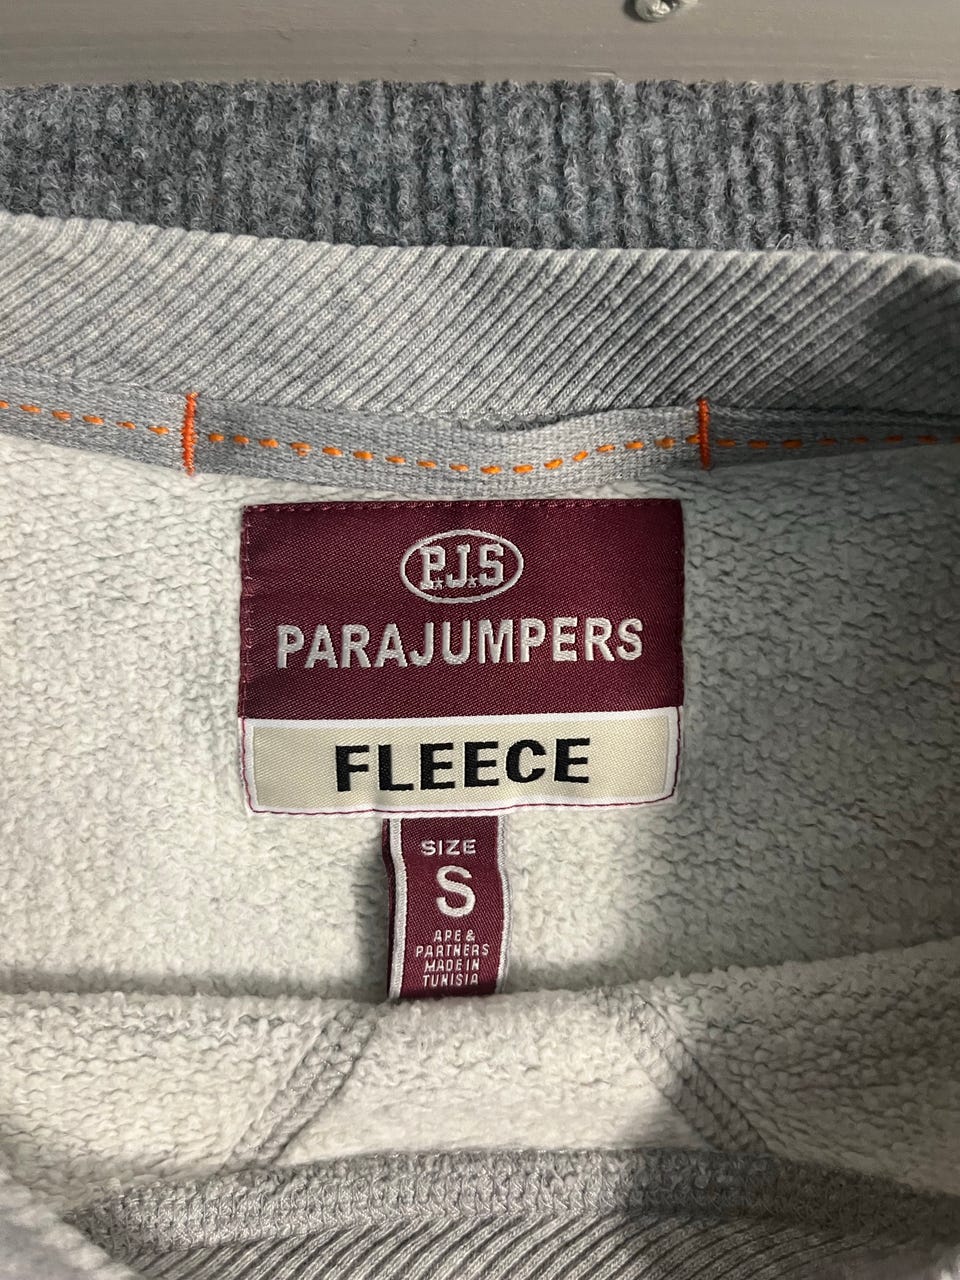 P.J.S
PARAJUMPERS
FLEECE
SIZE
S
APE &
PARTNERS
MADE IN
TUNISIA